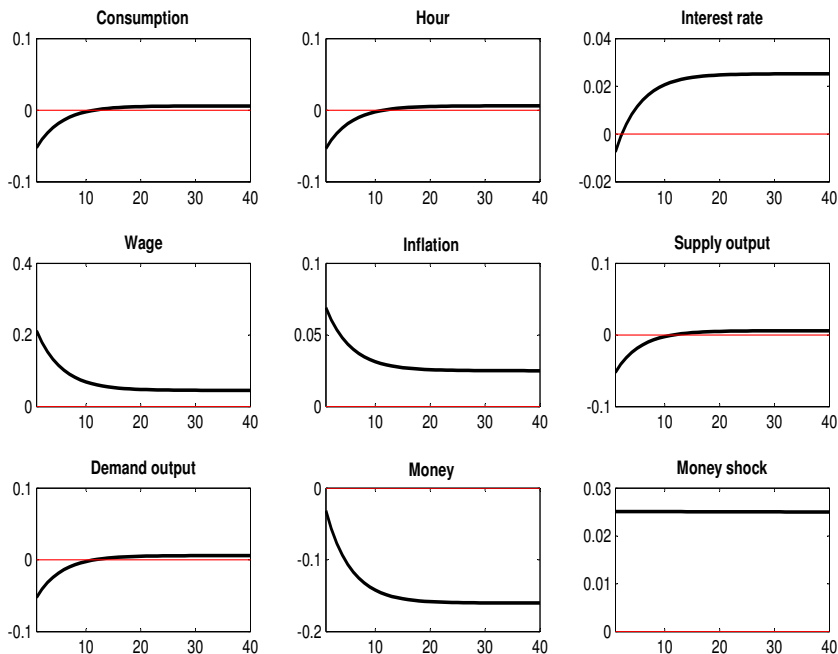 Consumption Hour Interest rate
0.1 0.1 0.04
0.02
0 0 0
-0.1 -0.1 -0.02
10 20 30 40 10 20 30 40 10 20 30 40
Wage Inflation Supply output
0.4 0.1 0.1
0.2 0.05 0
0 0 -0.1
10 20 30 40 10 20 30 40 10 20 30 40
Demand output Money Money shock
0.1 0 0.03
0.02
0 -0.1
0.01
-0.1 -0.2 0
10 20 30 40 10 20 30 40 10 20 30 40